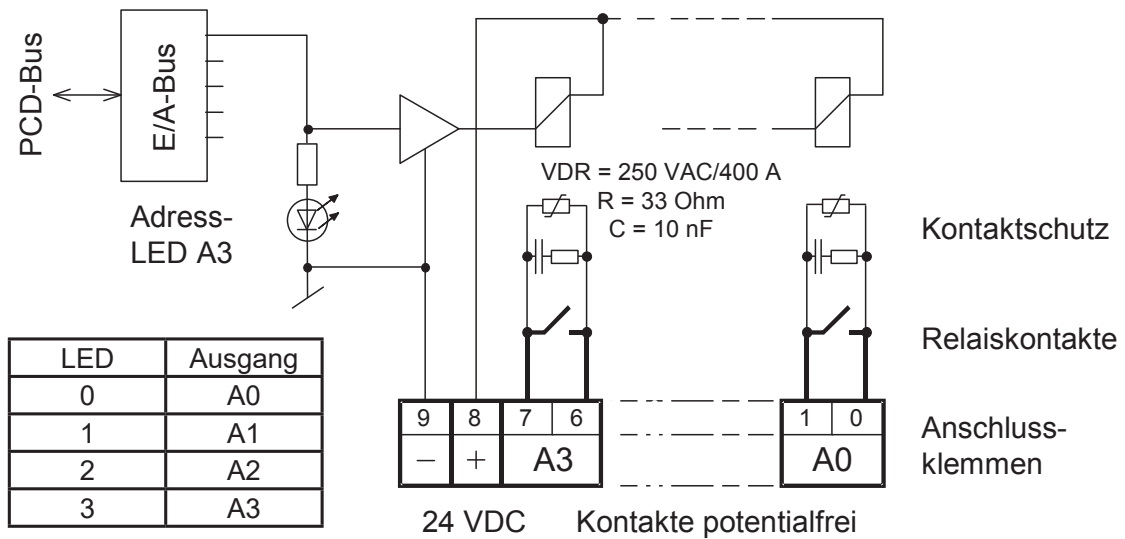 PCD-Bus
E/A-Bus
VDR = 250 VAC/400 A
R = 33 Ohm
C = 10 nF
Adress-
LED A3
Kontaktschutz
Relaiskontakte
LED Ausgang
0 A0
1 A1
2 A2
3 A3
9 8 7 6 1 0
– + A3 A0
Anschluss-
klemmen
24 VDC Kontakte potentialfrei